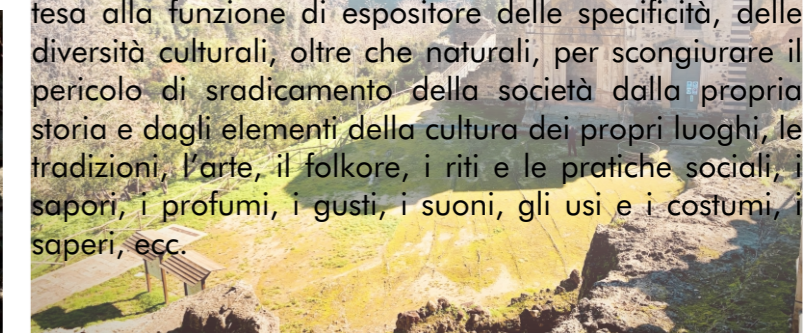 tesa alla funzione di espositore delle specificità, delle
diversità culturali, oltre che naturali, per scongiurare il
pericolo di sradicamento della società dalla propria
storia e dagli elementi della cultura dei propri luoghi, le
tradizioni, l’arte, il folkore, i riti e le pratiche sociali, i
sapori, i profumi, i gusti, i suoni, gli usi e i costumi, i
saperi, ecc.